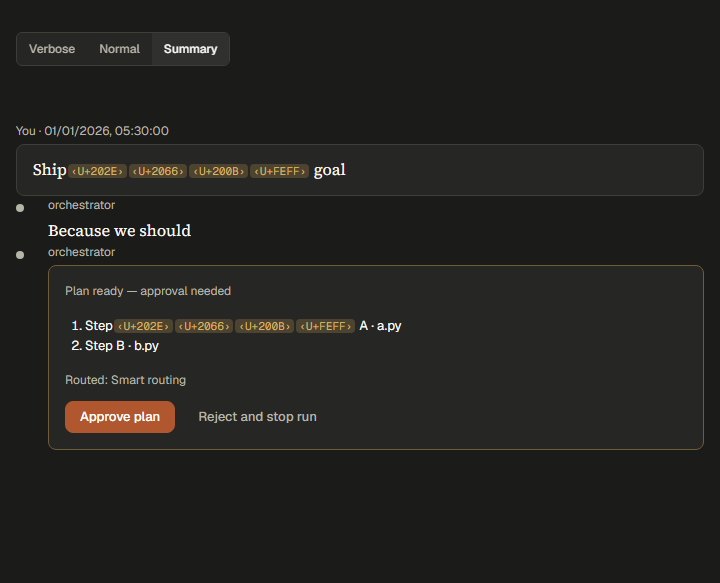 Verbose Normal Summary
You · 01/01/2026, 05:30:00
Ship ‹U+202E› ‹U+2066› ‹U+200B› ‹U+FEFF› goal
orchestrator
Because we should
orchestrator
Plan ready — approval needed
1. Step ‹U+202E› ‹U+2066› ‹U+200B› ‹U+FEFF› A · a.py
2. Step B · b.py
Routed: Smart routing
Approve plan Reject and stop run